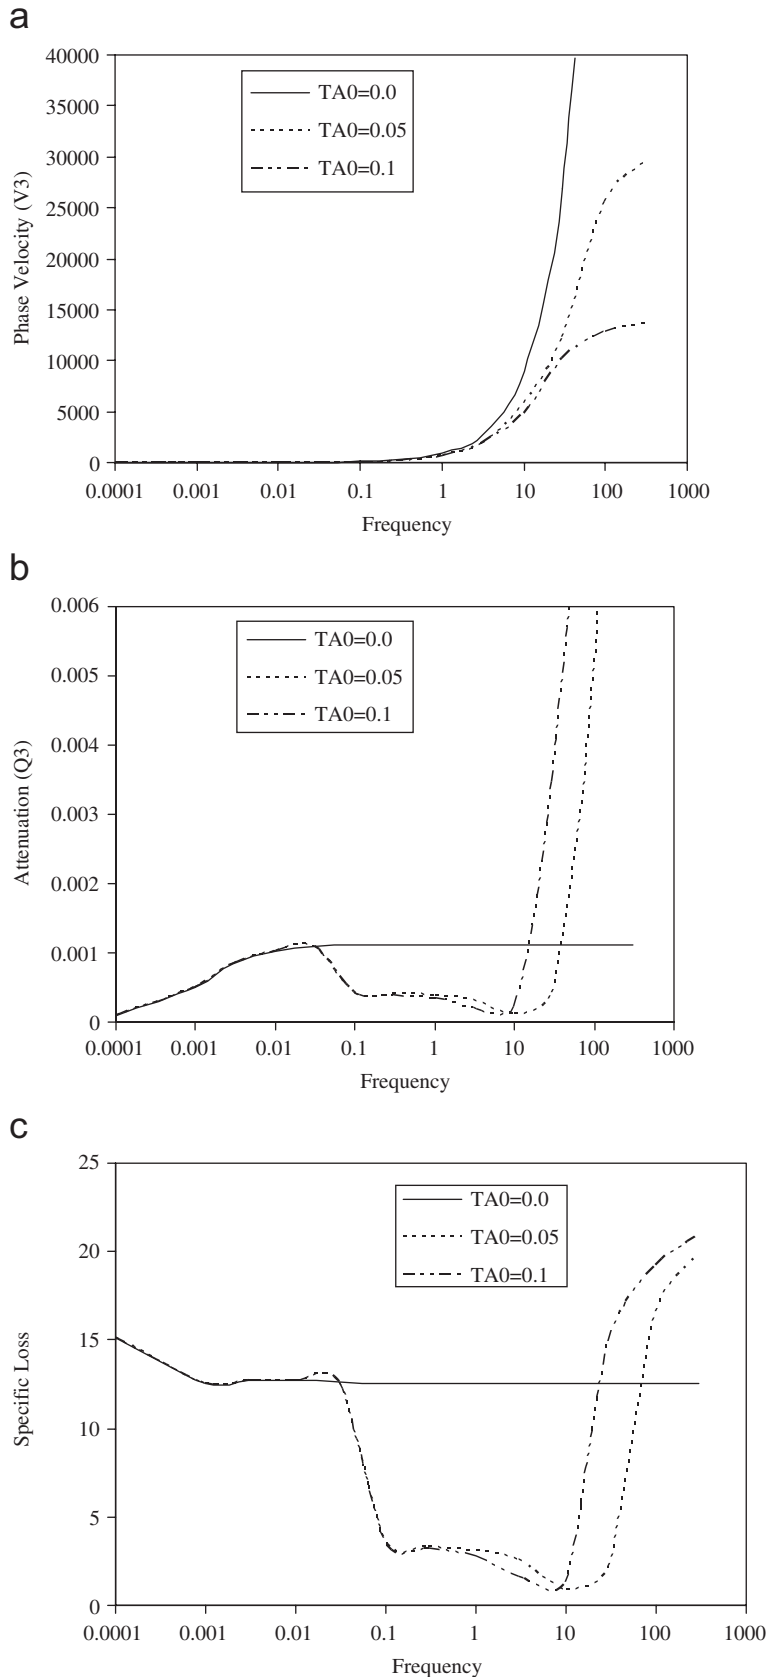 a
40000
35000
30000
25000
20000
15000
10000
5000
0
Phase Velocity (V3)
TA0=0.0
TA0=0.05
TA0=0.1
0.0001 0.001 0.01 0.1 1 10 100 1000
Frequency
b
0.006
0.005
0.004
0.003
0.002
0.001
0
Attenuation (Q3)
TA0=0.0
TA0=0.05
TA0=0.1
0.0001 0.001 0.01 0.1 1 10 100 1000
Frequency
c
25
20
15
10
5
0
Specific Loss
TA0=0.0
TA0=0.05
TA0=0.1
0.0001 0.001 0.01 0.1 1 10 100 1000
Frequency